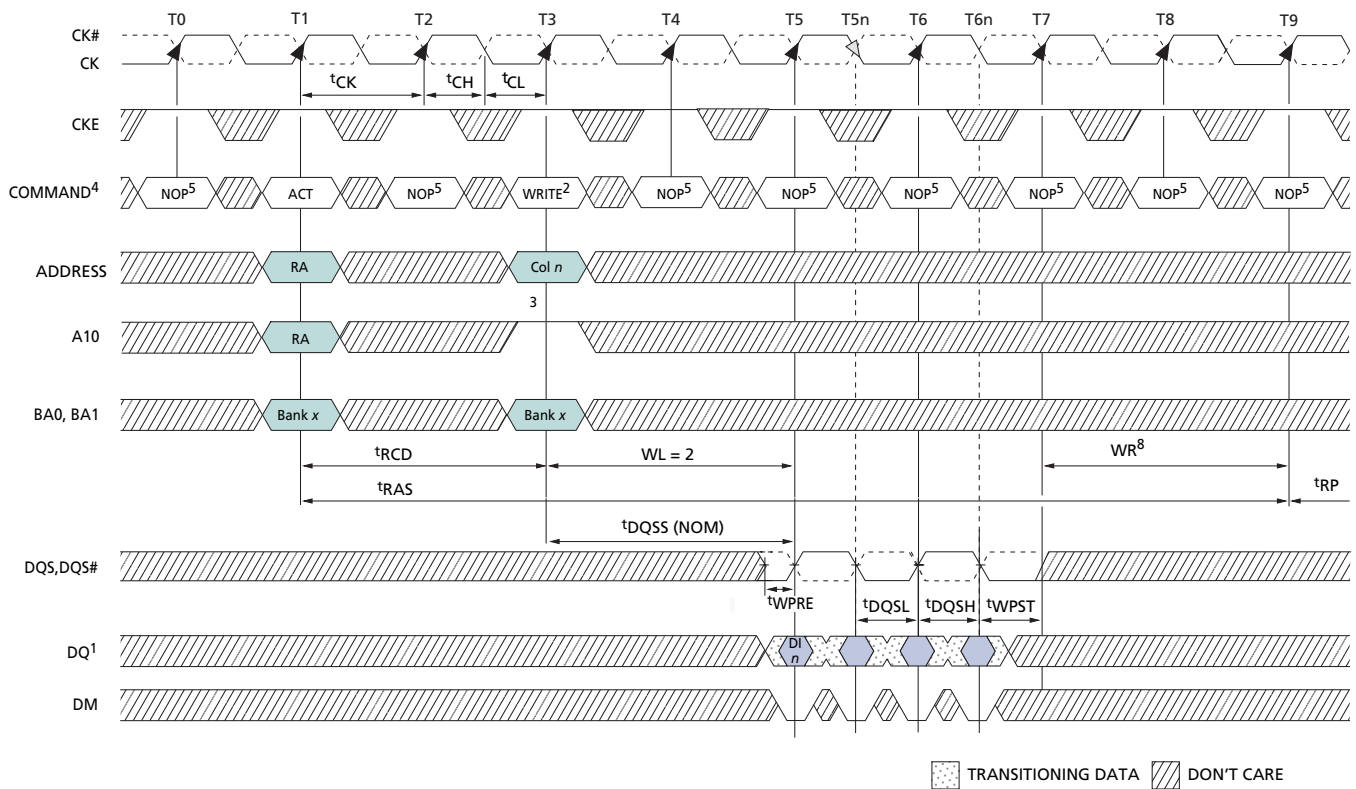 T0 T1 T2 T3 T4 T5 T5n T6 T6n T7 T8 T9
CK#
CK
tCK tCH tCL
CKE
COMMAND4 NOP5 ACT NOP5 WRITE2 NOP5 NOP5 NOP5 NOP5 NOP5 NOP5
ADDRESS RA Col n
3
A10 RA
BA0, BA1 Bank x Bank x
tRCD WL = 2 WR8
tRAS tRP
tDQSS (NOM)
DQS,DQS#
tWPRE tDQSL tDQSH tWPST
DQ1 DI n
DM
TRANSITIONING DATA DON'T CARE